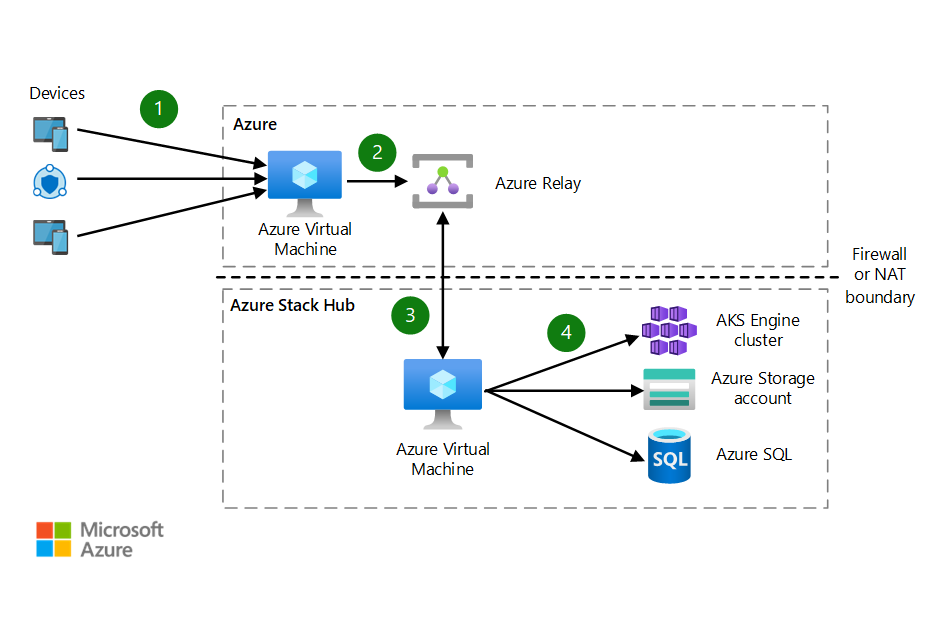 Devices
1
Azure
2
Azure Relay
Azure Virtual
Machine
Firewall
or NAT
boundary
Azure Stack Hub
3
4
AKS Engine
cluster
Azure Storage
account
Azure Virtual
Machine
SQL
Azure SQL
Microsoft
Azure